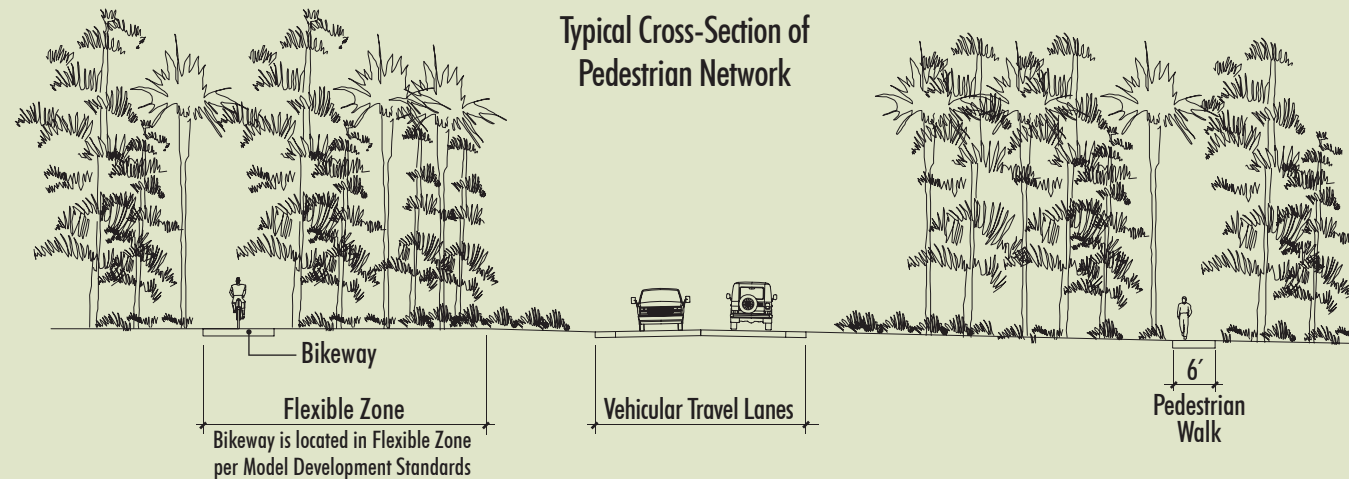 Typical Cross-Section of
Pedestrian Network
Bikeway
Flexible Zone
Bikeway is located in Flexible Zone
per Model Development Standards
Vehicular Travel Lanes
6′
Pedestrian
Walk